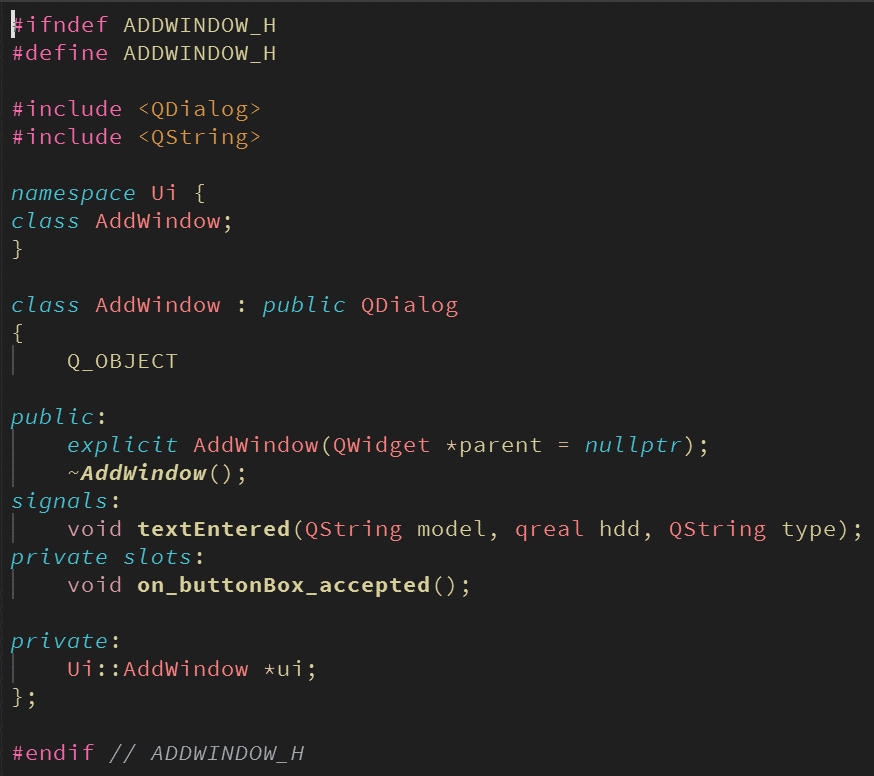 #ifndef ADDWINDOW_H
#define ADDWINDOW_H
#include <QDialog>
#include <QString>
namespace Ui {
class AddWindow;
}
class AddWindow : public QDialog
{
    Q_OBJECT
public:
    explicit AddWindow(QWidget *parent = nullptr);
    ~AddWindow();
signals:
    void textEntered(QString model, qreal hdd, QString type);
private slots:
    void on_buttonBox_accepted();
private:
    Ui::AddWindow *ui;
};
#endif // ADDWINDOW_H